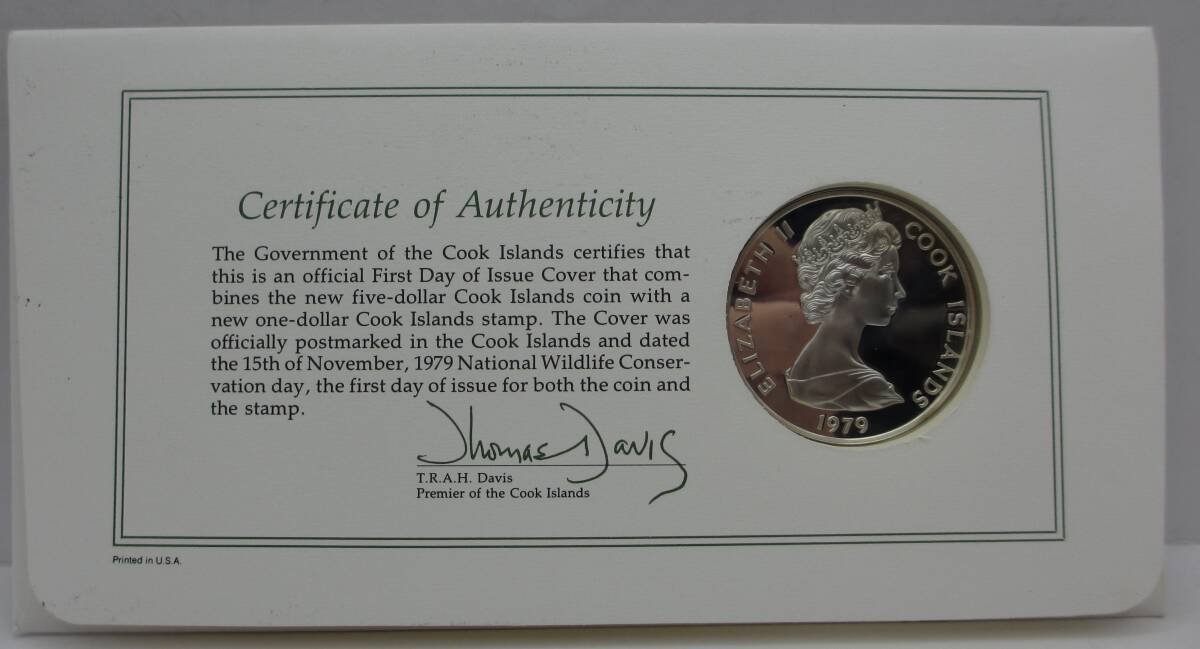 Certificate of Authenticity
The Government of the Cook Islands certifies that
this is an official First Day of Issue Cover that com-
bines the new five-dollar Cook Islands coin with a
new one-dollar Cook Islands stamp. The Cover was
officially postmarked in the Cook Islands and dated
the 15th of November, 1979 National Wildlife Conser-
vation day, the first day of issue for both the coin and
the stamp.
Thomas Davis
T.R.A.H. Davis
Premier of the Cook Islands
ELIZABETH II
COOK ISLANDS
1979
Printed in U.S.A.